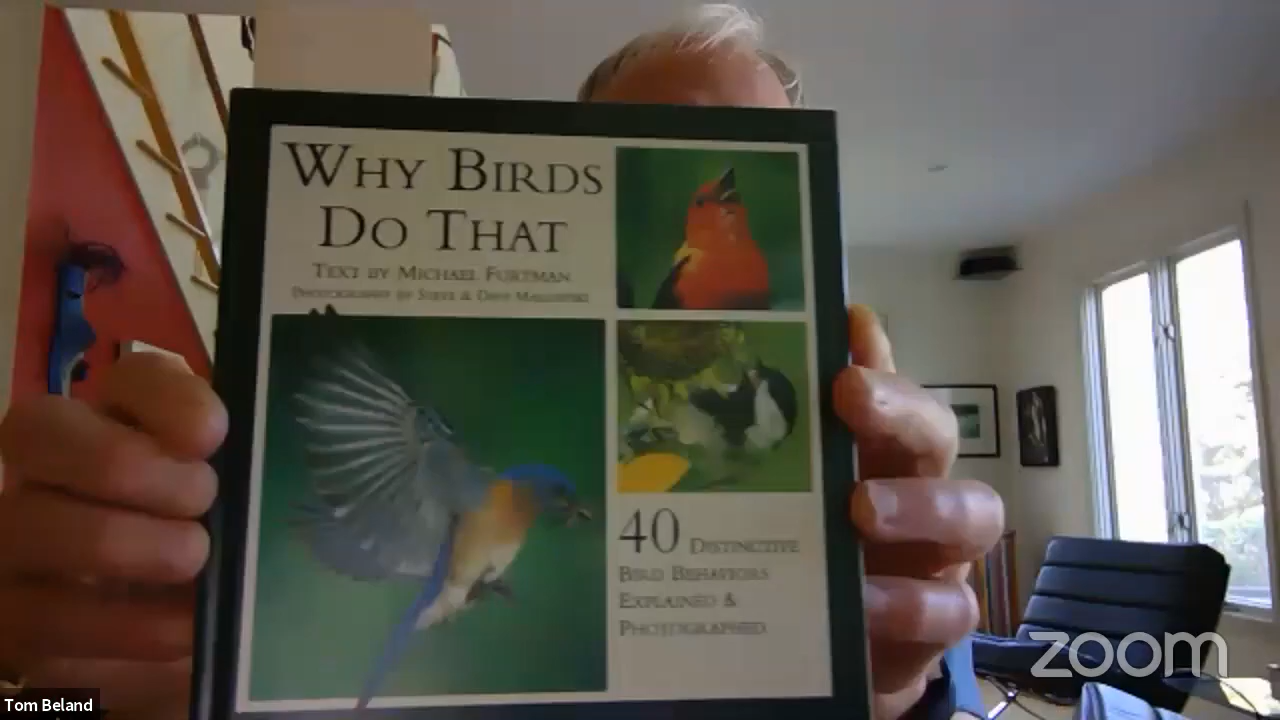 WHY BIRDS
DO THAT
TEXT BY MICHAEL FURTMAN
PHOTOGRAPHY BY STEVE & DAVE MASLOWSKI
40 DISTINCTIVE
BIRD BEHAVIORS
EXPLAINED &
PHOTOGRAPHED
zoom
Tom Beland